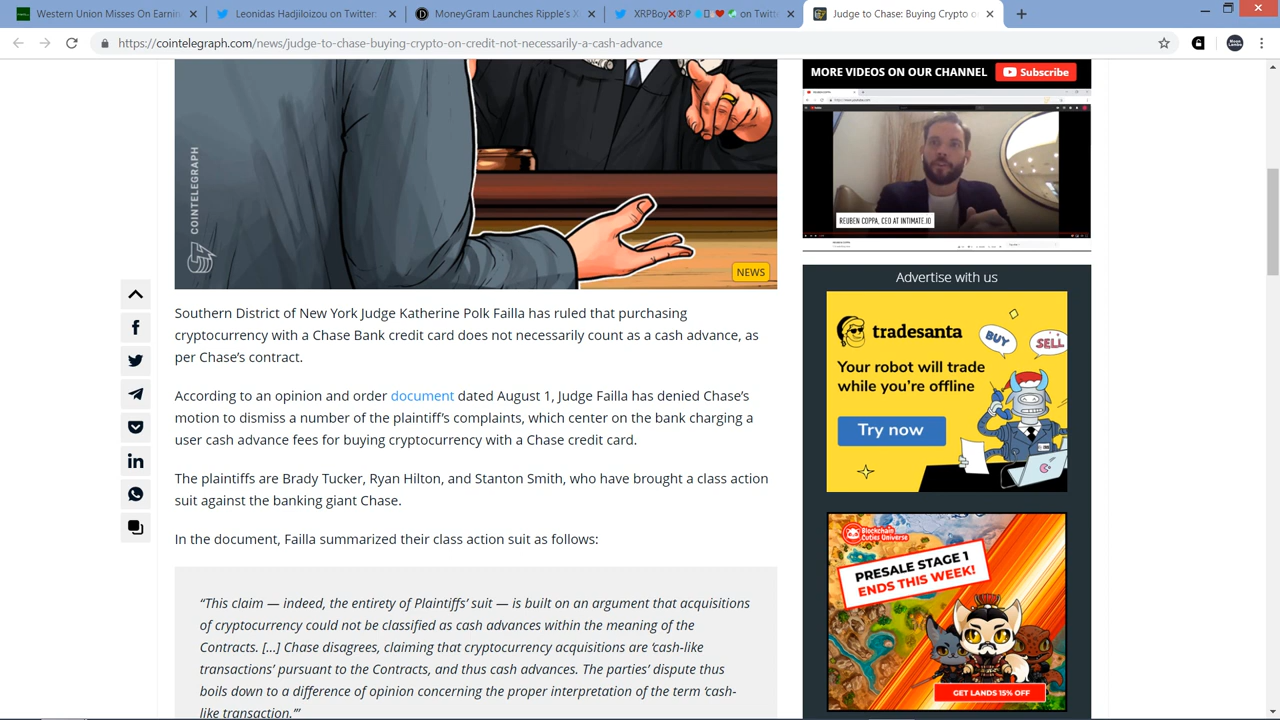 Western Union Misses On Earnin
Leonidas Hadjiloizou on Twitter:
MoneyGram Launches Ripple's X
XRPBoy
P
on Twitte
Judge to Chase: Buying Crypto o
https://cointelegraph.com/news/judge-to-chase-buying-crypto-on-credit-not-necessarily-a-cash-advance
COINTELEGRAPH
NEWS
Southern District of New York Judge Katherine Polk Failla has ruled that purchasing
cryptocurrency with a Chase Bank credit card does not necessarily count as a cash advance, as
per Chase's contract.
According to an opinion and order document dated August 1, Judge Failla has denied Chase's
motion to dismiss one of the plaintiff's complaints, which center on the bank charging a
user cash advance fees for buying cryptocurrency with a Chase credit card.
The plaintiffs are Brady Tucker, Ryan Hilton, and Stanton Smith, who have brought a class action
suit against the banking giant Chase.
In the document, Failla summarized their class action suit as follows:
“This claim — indeed, the entirety of Plaintiffs' suit — is built on an argument that acquisitions
of cryptocurrency could not be classified as cash advances within the meaning of the
Contracts. [...] Chase disagrees, claiming that cryptocurrency acquisitions are ‘cash-like
transactions’ under the Contracts, and thus cash advances. The parties' dispute thus
boils down to a difference of opinion concerning the proper interpretation of the term ‘cash-
like transaction.’”
MORE VIDEOS ON OUR CHANNEL
Subscribe
REUBEN COPPA, CEO AT INTIMATE.IO
Advertise with us
tradesanta
BUY
SELL
Your robot will trade
while you're offline
Try now
Blockchain
Cuties Universe
PRESALE STAGE 1
ENDS THIS WEEK!
GET LANDS 15% OFF